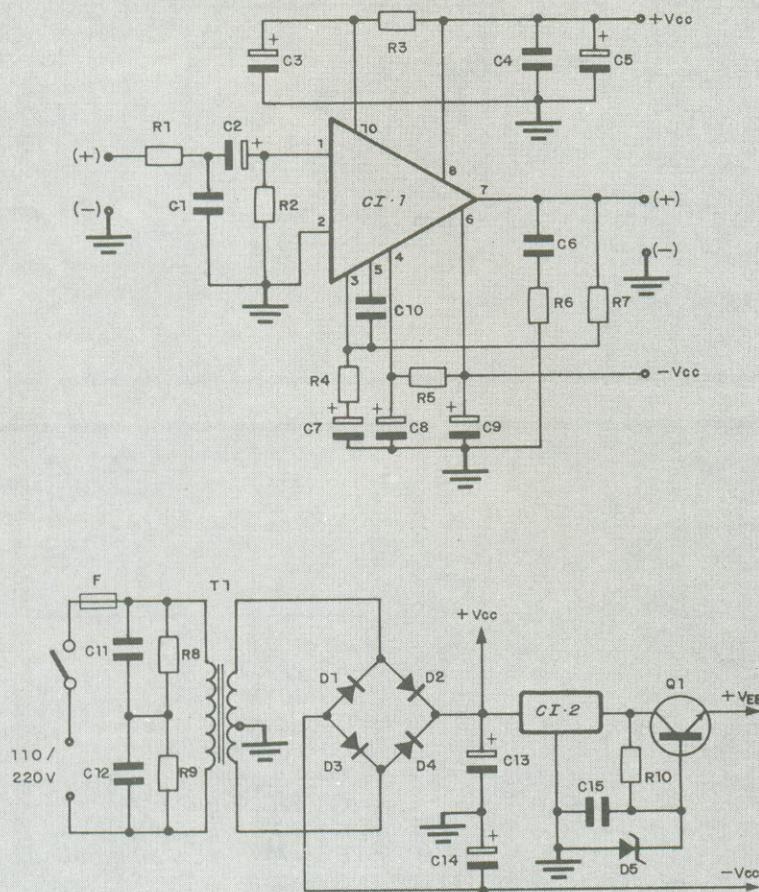 + +Vcc
R3
C3 C4 + C5
10
R1 C2 + 1
(+) 8
7 (+)
CI·1
(-) C1 R2 2 6 (-)
4 C6
5
3
C10 R6 R7
R4
R5 -Vcc
+ + +
C7 C8 C9
F T1
+Vcc
C11 R8 D1 D2 Q1
CI·2 +VEE
+
110/ D3 D4 C13
220V C12 R9 C15 R10
+
C14 D5
-Vcc